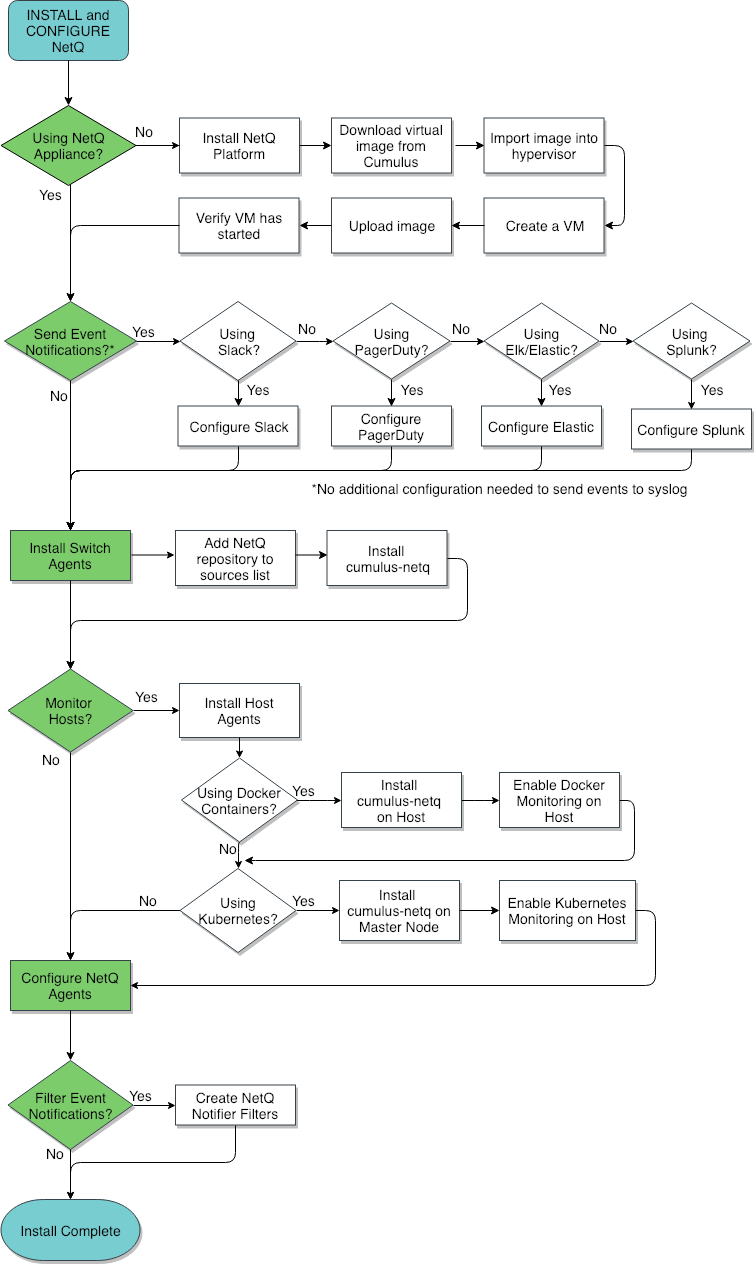 INSTALL and
CONFIGURE
NetQ
Using NetQ
Appliance?
No
Install NetQ
Platform
Download virtual
image from
Cumulus
Import image into
hypervisor
Yes
Verify VM has
started
Upload image
Create a VM
Send Event
Notifications?*
Yes
Using
Slack?
No
Using
PagerDuty?
No
Using
Elk/Elastic?
No
Using
Splunk?
No
Yes
Yes
Yes
Yes
Configure Slack
Configure
PagerDuty
Configure Elastic
Configure Splunk
*No additional configuration needed to send events to syslog
Install Switch
Agents
Add NetQ
repository to
sources list
Install
cumulus-netq
Monitor
Hosts?
Yes
Install Host
Agents
No
Using Docker
Containers?
Yes
Install
cumulus-netq
on Host
Enable Docker
Monitoring on
Host
No
No
Using
Kubernetes?
Yes
Install
cumulus-netq on
Master Node
Enable Kubernetes
Monitoring on Host
Configure NetQ
Agents
Filter Event
Notifications?
Yes
Create NetQ
Notifier Filters
No
Install Complete